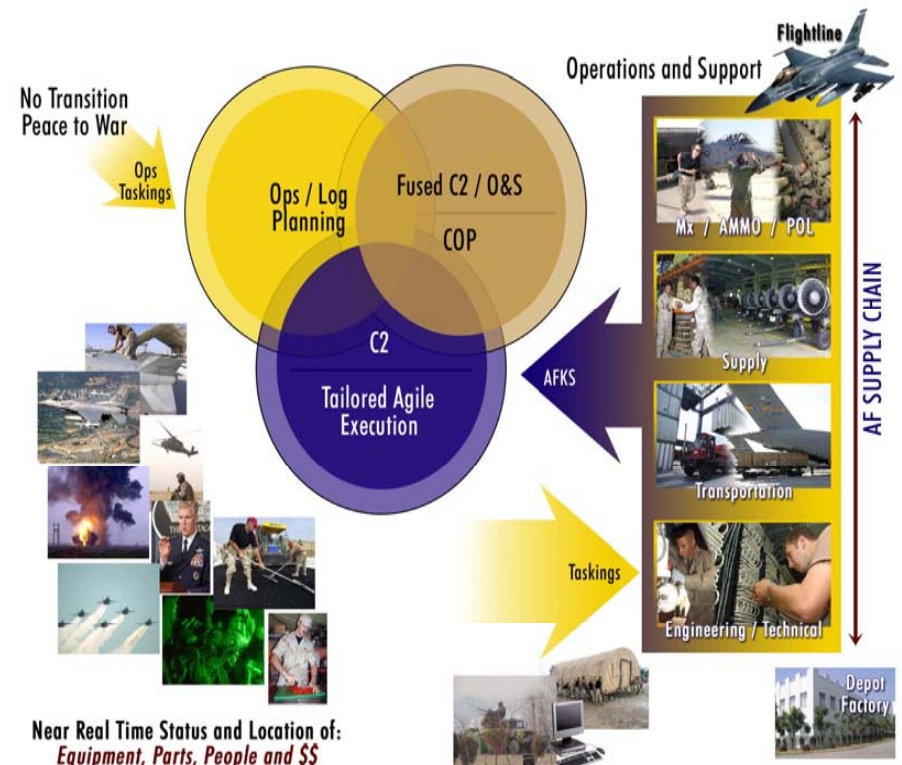 Flightline
Operations and Support
No Transition
Peace to War
Ops
Taskings
Ops / Log
Planning
Fused C2 / O&S
COP
C2
Tailored Agile
Execution
AFKS
Mx / AMMO / POL
Supply
Transportation
Engineering / Technical
AF SUPPLY CHAIN
Taskings
Depot
Factory
Near Real Time Status and Location of:
Equipment, Parts, People and $$